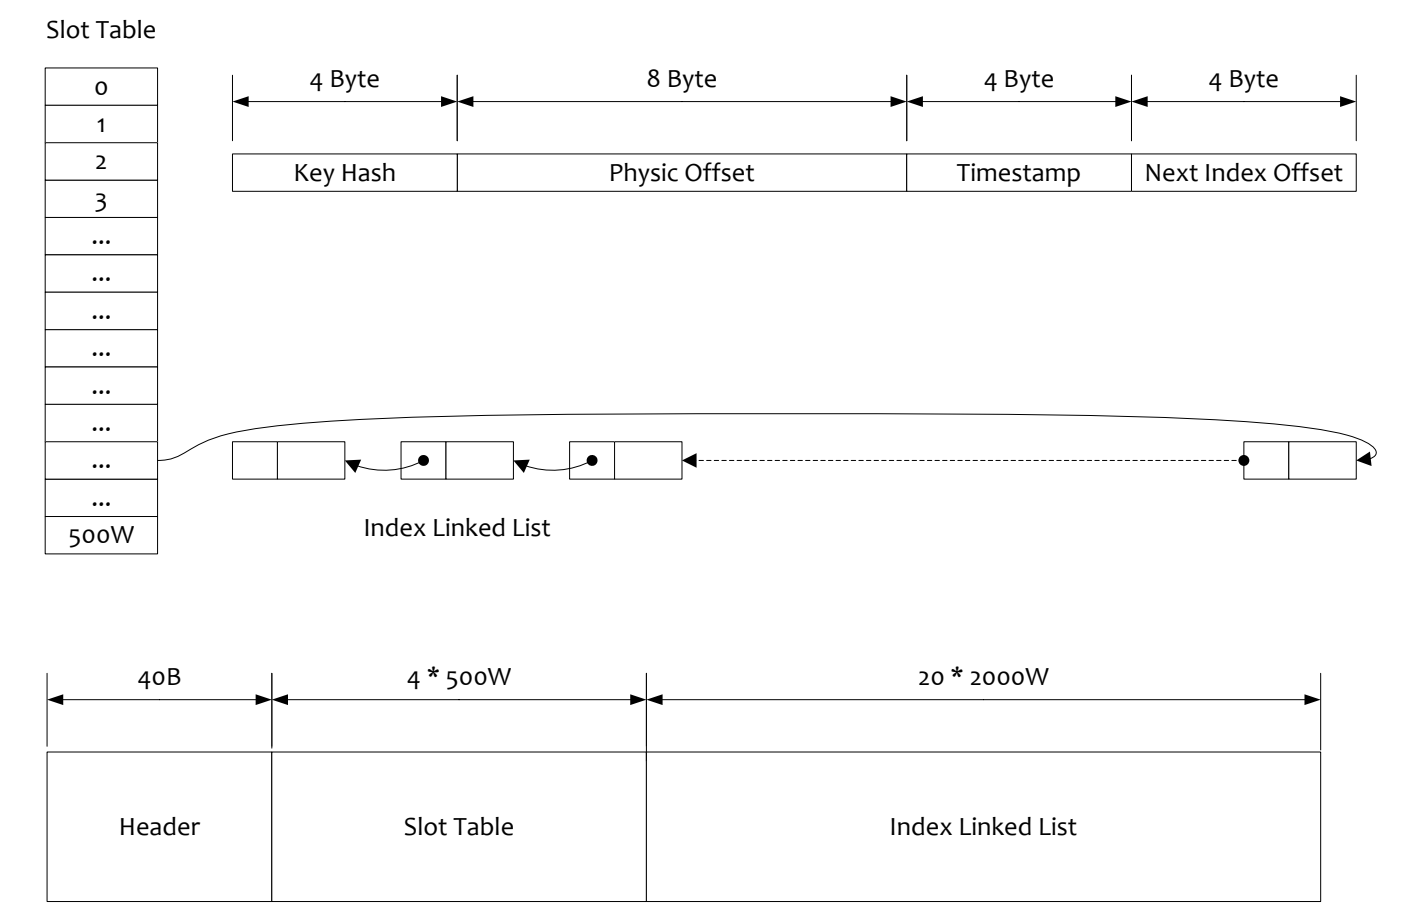 Slot Table
0
1
2
3
...
...
...
...
...
...
...
...
500W
4 Byte
8 Byte
4 Byte
4 Byte
Key Hash
Physic Offset
Timestamp
Next Index Offset
Index Linked List
40B
4 * 500W
20 * 2000W
Header
Slot Table
Index Linked List